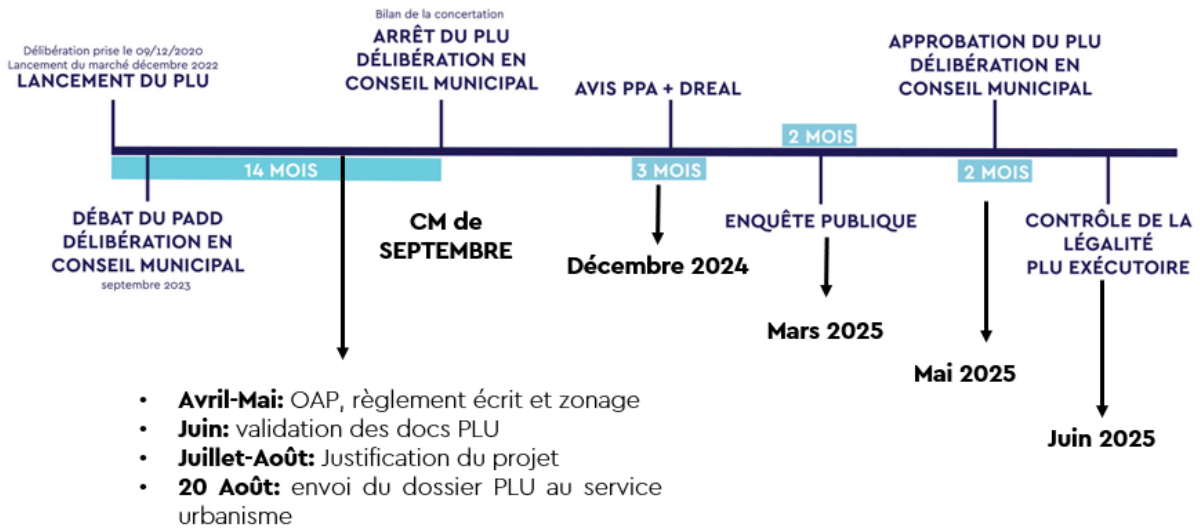 Délibération prise le 09/12/2020
Lancement du marché décembre 2022
LANCEMENT DU PLU
Bilan de la concertation
ARRÊT DU PLU
DÉLIBÉRATION EN
CONSEIL MUNICIPAL
AVIS PPA + DREAL
APPROBATION DU PLU
DÉLIBÉRATION EN
CONSEIL MUNICIPAL
2 MOIS
14 MOIS
3 MOIS
2 MOIS
DÉBAT DU PADD
DÉLIBÉRATION EN
CONSEIL MUNICIPAL
septembre 2023
CM de
SEPTEMBRE
Décembre 2024
ENQUÊTE PUBLIQUE
Mars 2025
Mai 2025
CONTRÔLE DE LA
LÉGALITÉ
PLU EXÉCUTOIRE
Juin 2025
• Avril-Mai: OAP, règlement écrit et zonage
• Juin: validation des docs PLU
• Juillet-Août: Justification du projet
• 20 Août: envoi du dossier PLU au service
urbanisme